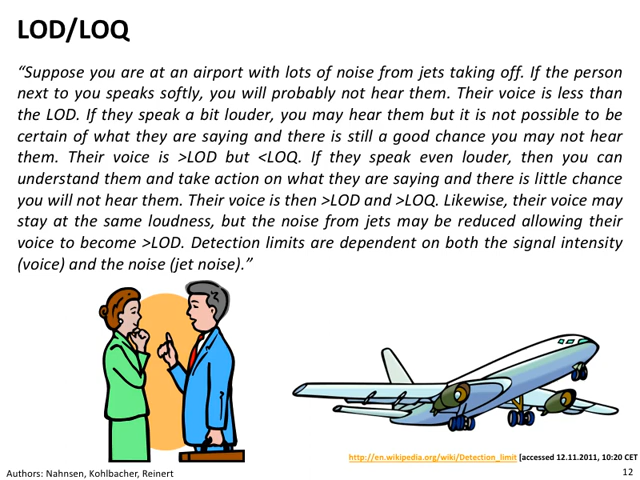 LOD/LOQ
“Suppose you are at an airport with lots of noise from jets taking off. If the person
next to you speaks softly, you will probably not hear them. Their voice is less than
the LOD. If they speak a bit louder, you may hear them but it is not possible to be
certain of what they are saying and there is still a good chance you may not hear
them. Their voice is >LOD but <LOQ. If they speak even louder, then you can
understand them and take action on what they are saying and there is little chance
you will not hear them. Their voice is then >LOD and >LOQ. Likewise, their voice may
stay at the same loudness, but the noise from jets may be reduced allowing their
voice to become >LOD. Detection limits are dependent on both the signal intensity
(voice) and the noise (jet noise).”
http://en.wikipedia.org/wiki/Detection_limit [accessed 12.11.2011, 10:20 CET
Authors: Nahnsen, Kohlbacher, Reinert
12